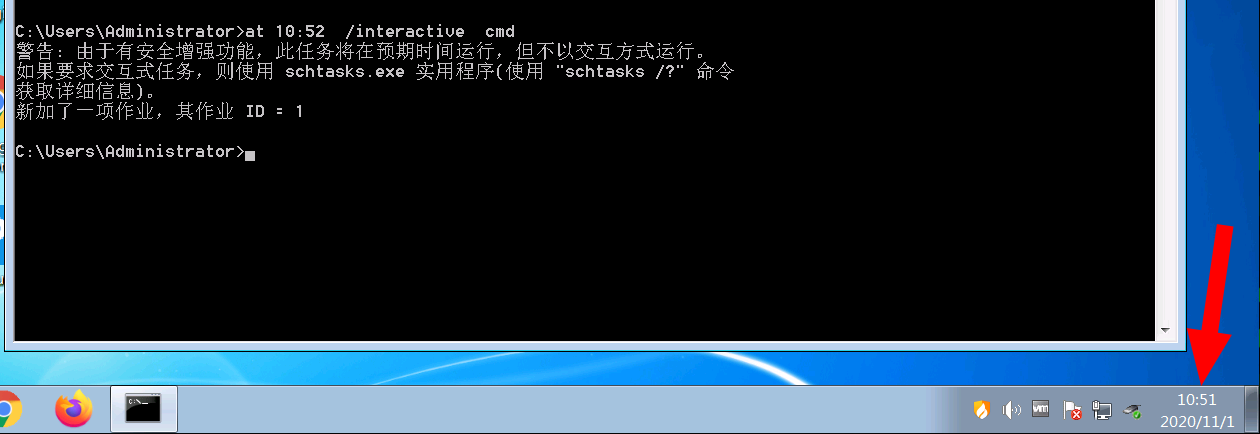 C:\Users\Administrator>at 10:52  /interactive  cmd
警告: 由于有安全增强功能，此任务将在预期时间运行，但不以交互方式运行。
如果要求交互式任务，则使用 schtasks.exe 实用程序(使用 "schtasks /?" 命令
获取详细信息)。
新加了一项作业，其作业 ID = 1
C:\Users\Administrator>
C:\_
vm
10:51
2020/11/1